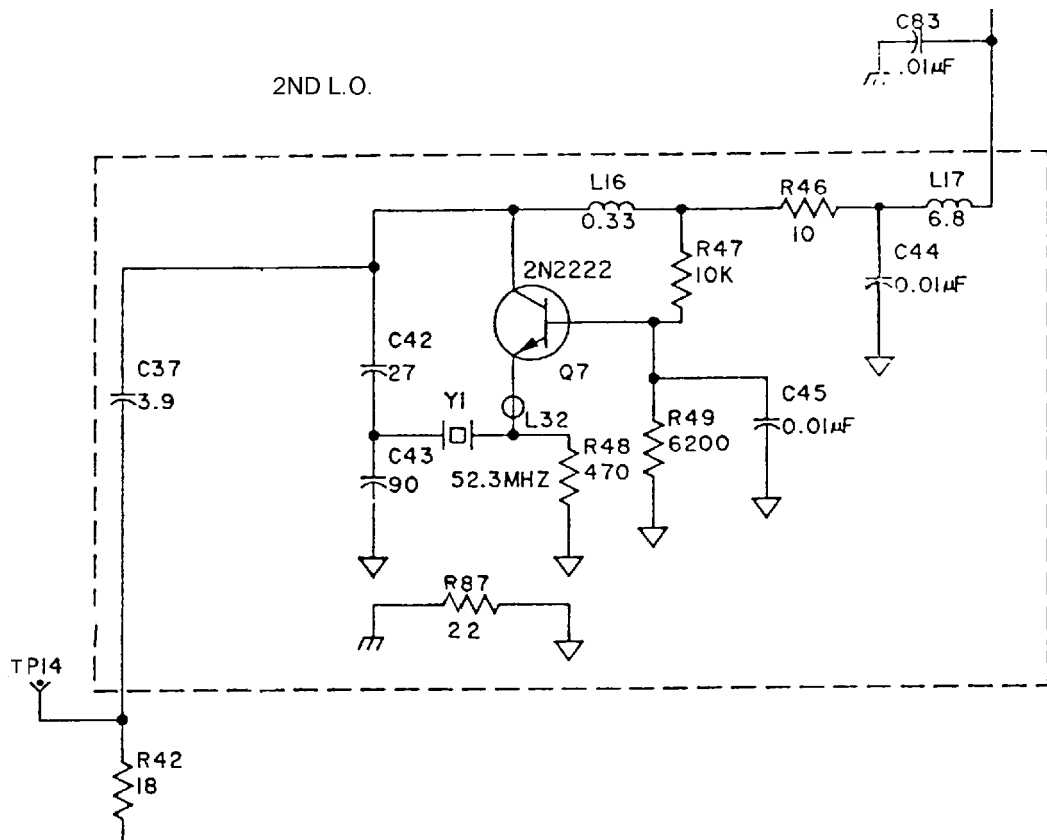 C83
.01µF
2ND L.O.
L16
0.33
R46
10
L17
6.8
R47
10K
C44
0.01µF
2N2222
Q7
C42
27
C37
3.9
Y1
L32
C45
0.01µF
R49
6200
R48
470
C43
90
52.3MHZ
R87
22
TP14
R42
18